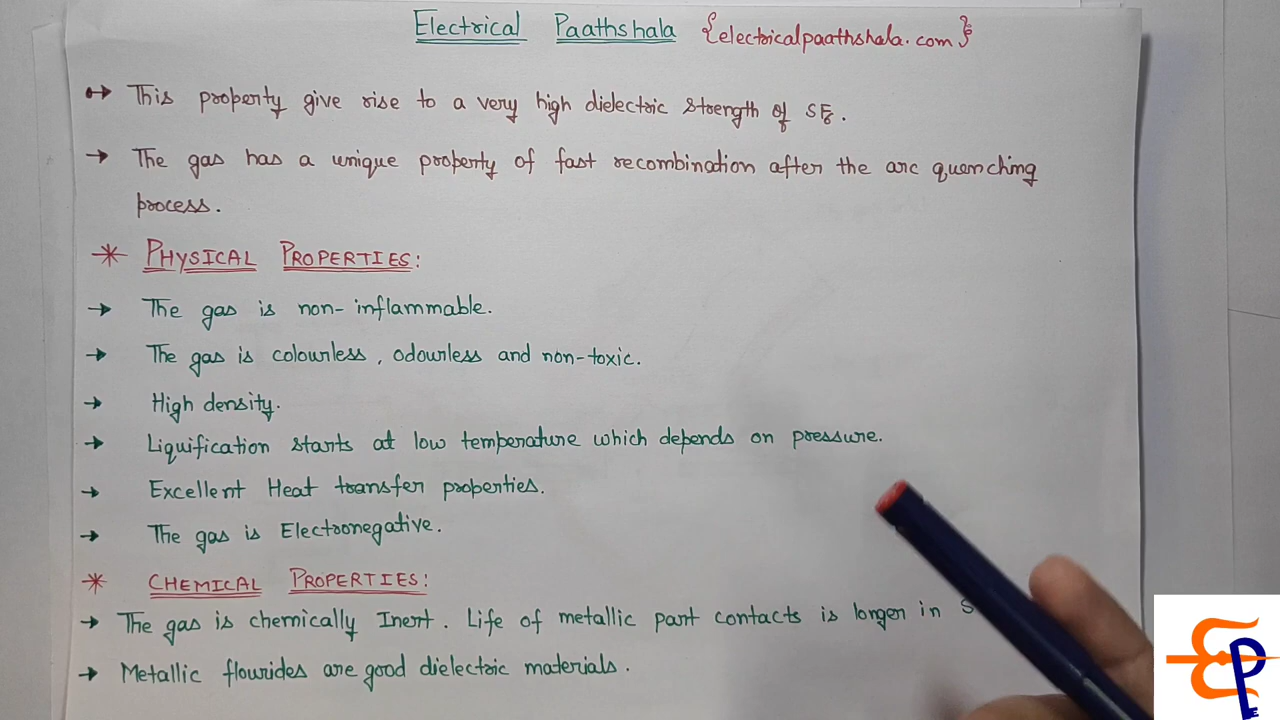 Electrical Paathshala {electricalpaathshala.com}
This property give rise to a very high dielectric strength of SF6.
The gas has a unique property of fast recombination after the arc quenching
process.
* PHYSICAL PROPERTIES:
→ The gas is non-inflammable.
→ The gas is colourless, odourless and non-toxic.
→ High density.
→ Liquification starts at low temperature which depends on pressure.
→ Excellent Heat transfer properties.
→ The gas is Electronegative.
* CHEMICAL PROPERTIES:
→ The gas is chemically Inert. Life of metallic part contacts is longer in S
→ Metallic flourides are good dielectric materials.